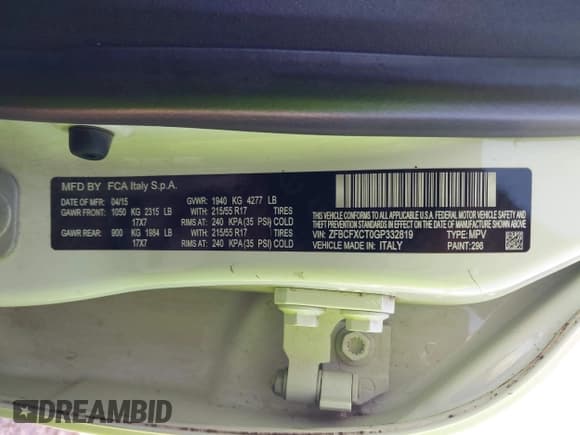 MFD BY FCA Italy S.p.A.
DATE OF MFR: 04/15 GVWR: 1940 KG 4277 LB
GAWR FRONT: 1050 KG 2315 LB WITH: 215/55 R17 TIRES
17X7 RIMS AT: 240 KPA(35 PSI) COLD
GAWR REAR: 900 KG 1984 LB WITH: 215/55 R17 TIRES
17X7 RIMS AT: 240 KPA(35 PSI) COLD
THIS VEHICLE CONFORMS TO ALL APPLICABLE
U.S.A. FEDERAL MOTOR VEHICLE SAFETY, BUMPER AND
THEFT PREVENTION STANDARDS IN EFFECT ON THE DATE
OF MANUFACTURE SHOWN ABOVE.
VIN: ZFBCFXCT0GP332819 TYPE: MPV
VEHICLE MADE IN: ITALY PAINT: 296
DREAMBID